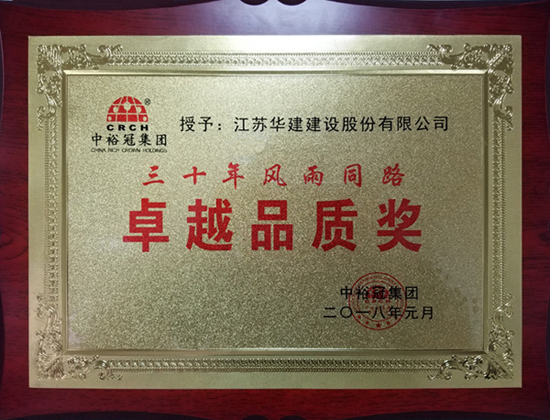 CRCH®
中裕冠集团
CHINA RICH CROWN HOLDINGS
授予：江苏华建建设股份有限公司
三十年风雨同路
卓越品质奖
中裕冠集团
二〇一八年元月